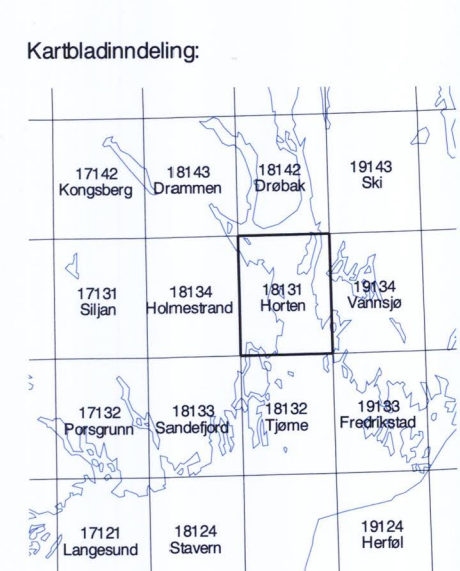 Kartbladinndeling:
17142
Kongsberg
18143
Drammen
18142
Drøbak
19143
Ski
17131
Siljan
18134
Holmestrand
18131
Horten
19134
Vannsjø
17132
Porsgrunn
18133
Sandefjord
18132
Tjøme
19133
Fredrikstad
17121
Langesund
18124
Stavern
19124
Herføl